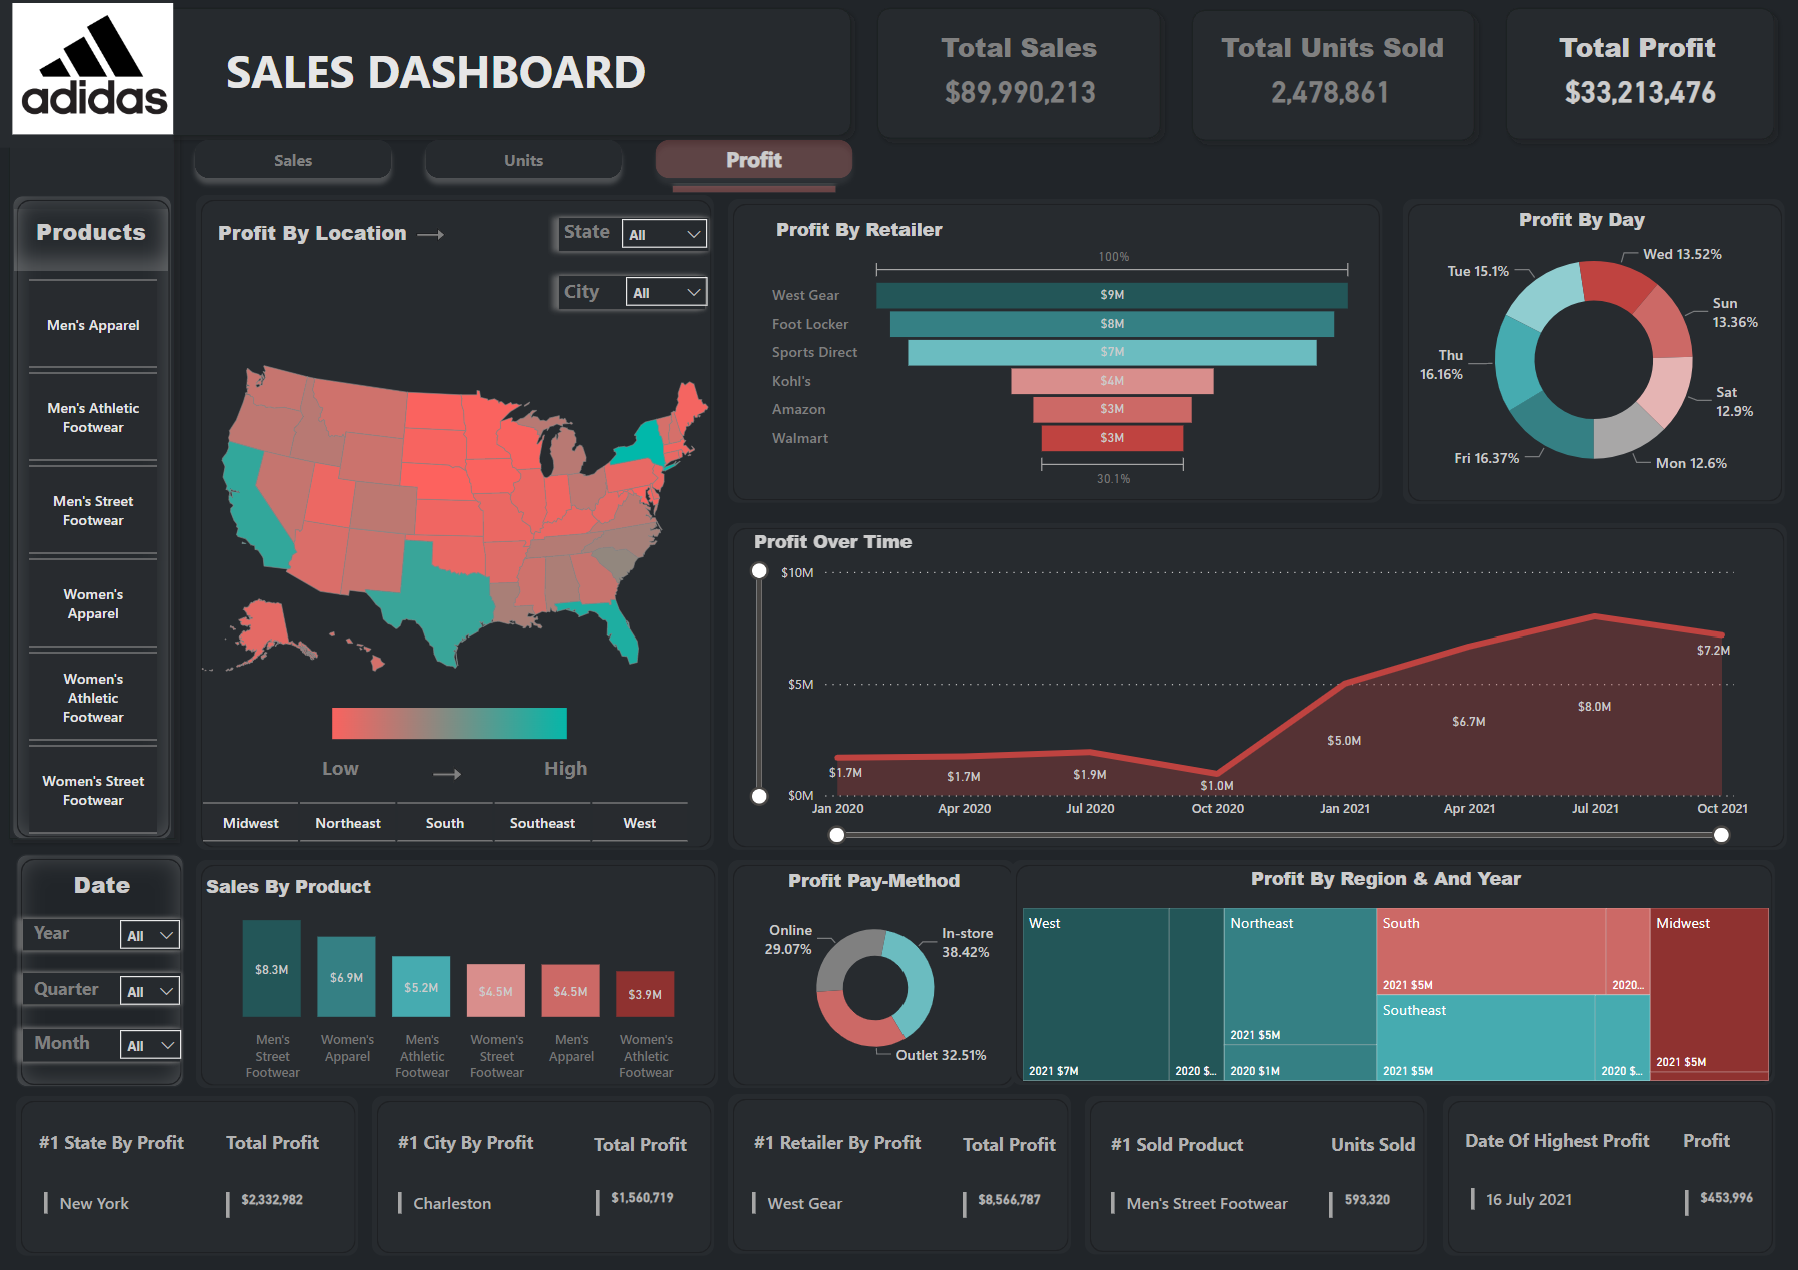 adidas
SALES DASHBOARD
Total Sales
$89,990,213
Total Units Sold
2,478,861
Total Profit
$33,213,476
Sales
Units
Profit
Products
Men's Apparel
Men's Athletic
Footwear
Men's Street
Footwear
Women's
Apparel
Women's
Athletic
Footwear
Women's Street
Footwear
Profit By Location
State
All
City
All
Low
High
Midwest
Northeast
South
Southeast
West
Profit By Retailer
100%
West Gear
$9M
Foot Locker
$8M
Sports Direct
$7M
Kohl's
$4M
Amazon
$3M
Walmart
$3M
30.1%
Profit By Day
Wed 13.52%
Tue 15.1%
Sun
13.36%
Thu
16.16%
Sat
12.9%
Fri 16.37%
Mon 12.6%
Profit Over Time
$10M
$5M
$0M
$1.7M
$1.7M
$1.9M
$1.0M
$5.0M
$6.7M
$8.0M
$7.2M
Jan 2020
Apr 2020
Jul 2020
Oct 2020
Jan 2021
Apr 2021
Jul 2021
Oct 2021
Date
Year
All
Quarter
All
Month
All
Sales By Product
$8.3M
$6.9M
$5.2M
$4.5M
$4.5M
$3.9M
Men's
Street
Footwear
Women's
Apparel
Men's
Athletic
Footwear
Women's
Street
Footwear
Men's
Apparel
Women's
Athletic
Footwear
Profit Pay-Method
Online
29.07%
In-store
38.42%
Outlet 32.51%
Profit By Region & And Year
West
2021 $7M
2020 $...
Northeast
2021 $5M
2020 $1M
South
2021 $5M
2020...
Southeast
2021 $5M
2020 $...
Midwest
2021 $5M
#1 State By Profit
Total Profit
New York
$2,332,982
#1 City By Profit
Total Profit
Charleston
$1,560,719
#1 Retailer By Profit
Total Profit
West Gear
$8,566,787
#1 Sold Product
Units Sold
Men's Street Footwear
593,320
Date Of Highest Profit
Profit
16 July 2021
$453,996